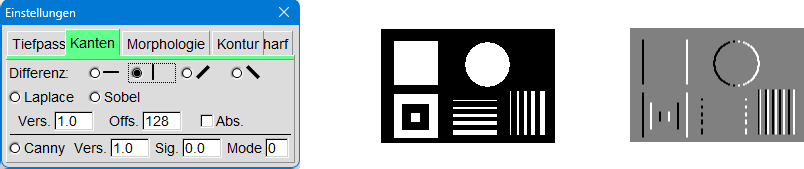 Einstellungen
Tiefpass Kanten Morphologie Kontur harf
Differenz:
Laplace Sobel
Vers. 1.0 Offs. 128 Abs.
Canny Vers. 1.0 Sig. 0.0 Mode 0